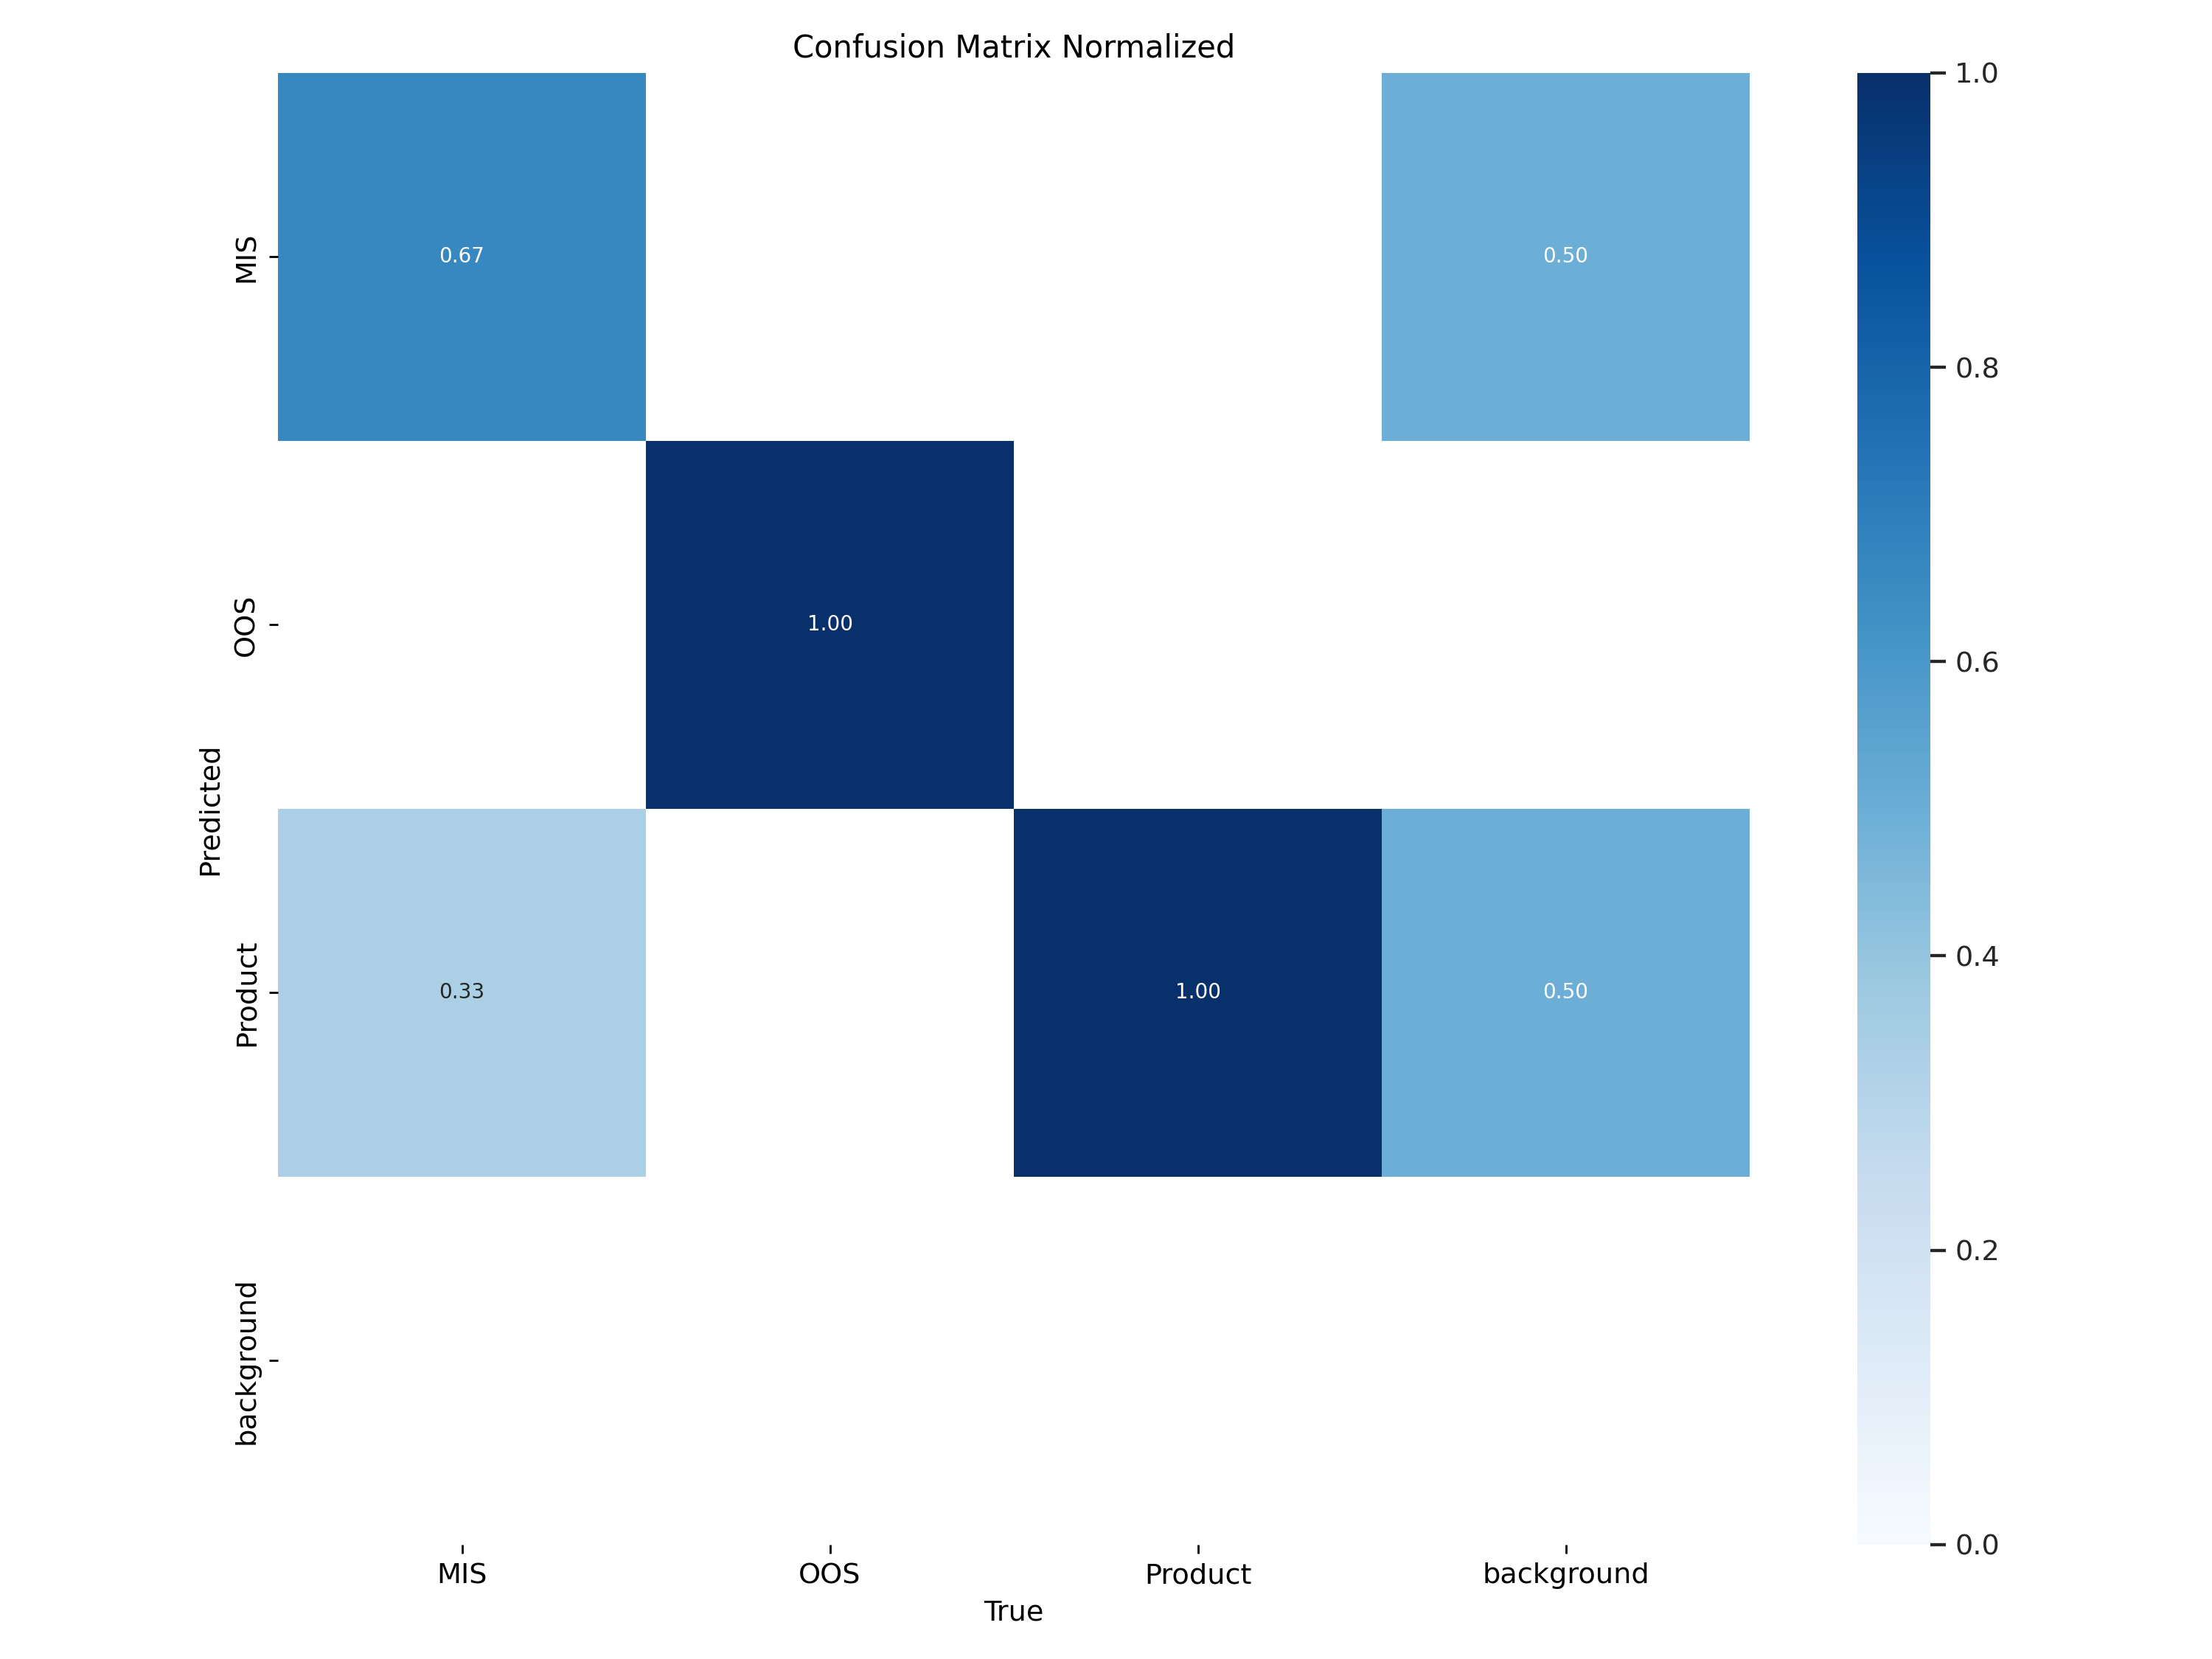 Confusion Matrix Normalized
MIS
0.67
0.50
OOS
1.00
Product
0.33
1.00
0.50
background
Predicted
MIS
OOS
Product
background
True
1.0
0.8
0.6
0.4
0.2
0.0